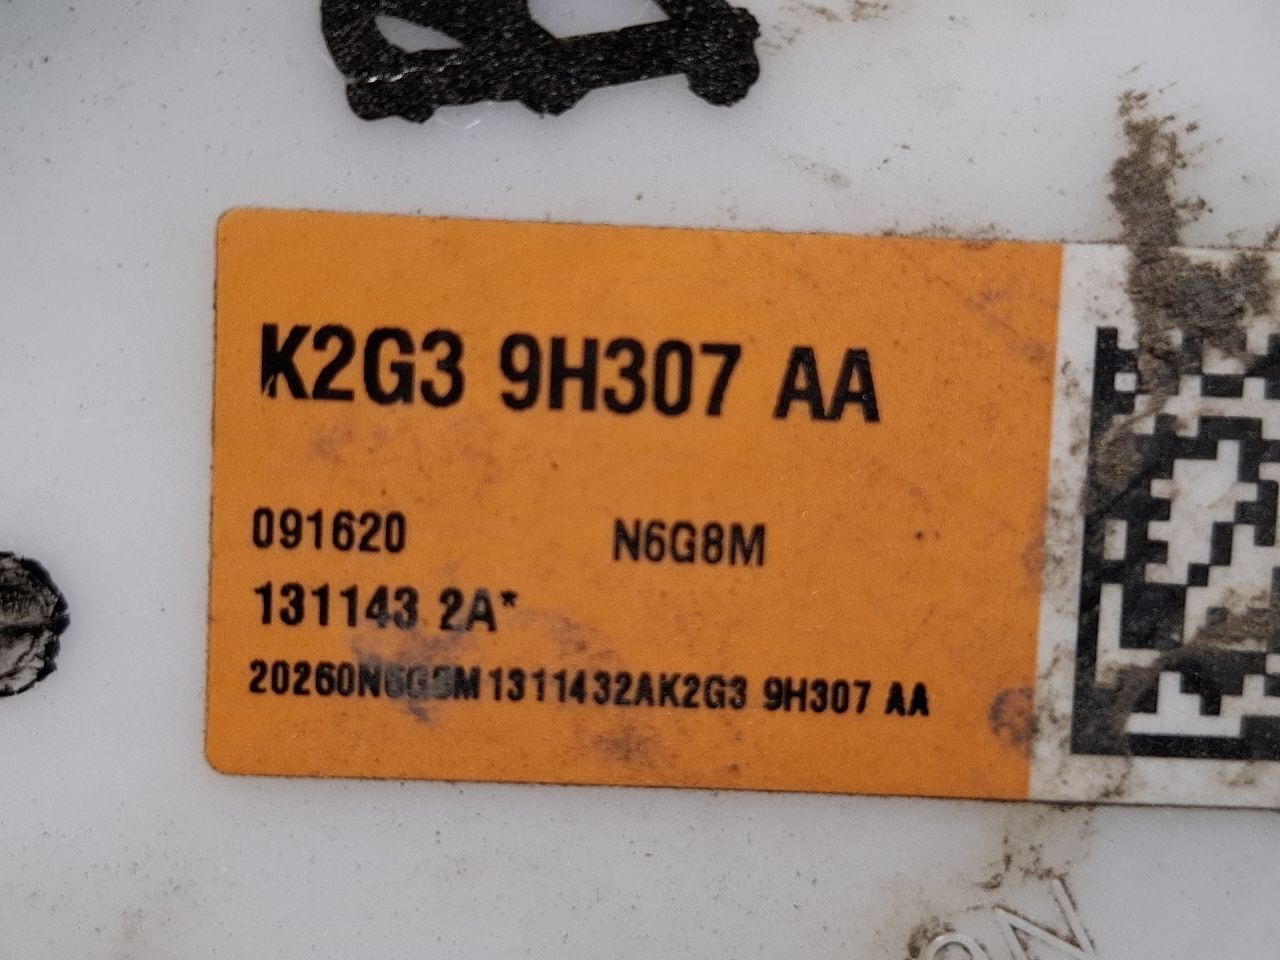 K2G3 9H307 AA
091620 N6G8M
131143 2A*
20260N6G8M1311432AK2G3 9H307 AA